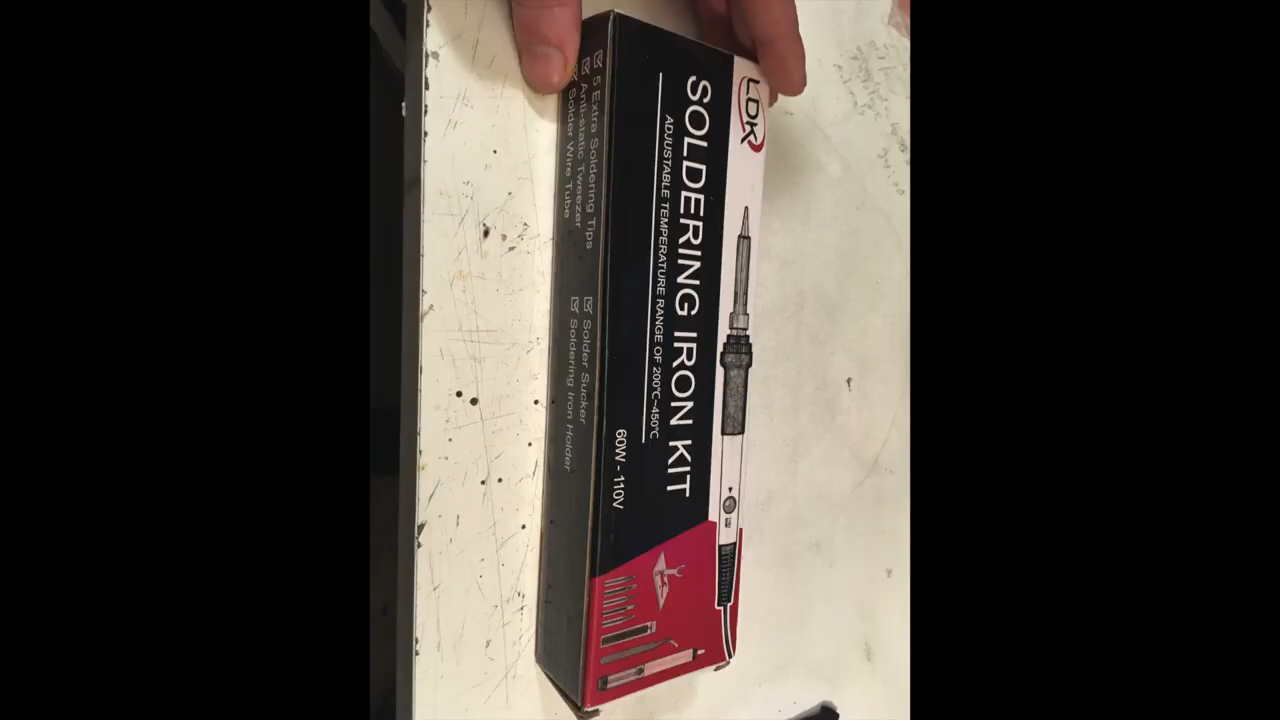 LDK
SOLDERING IRON KIT
ADJUSTABLE TEMPERATURE RANGE OF 200℃~450℃
60W - 110V
5 Extra Soldering Tips
Anti-static Tweezer
Solder Wire Tube
Solder Sucker
Soldering Iron Holder